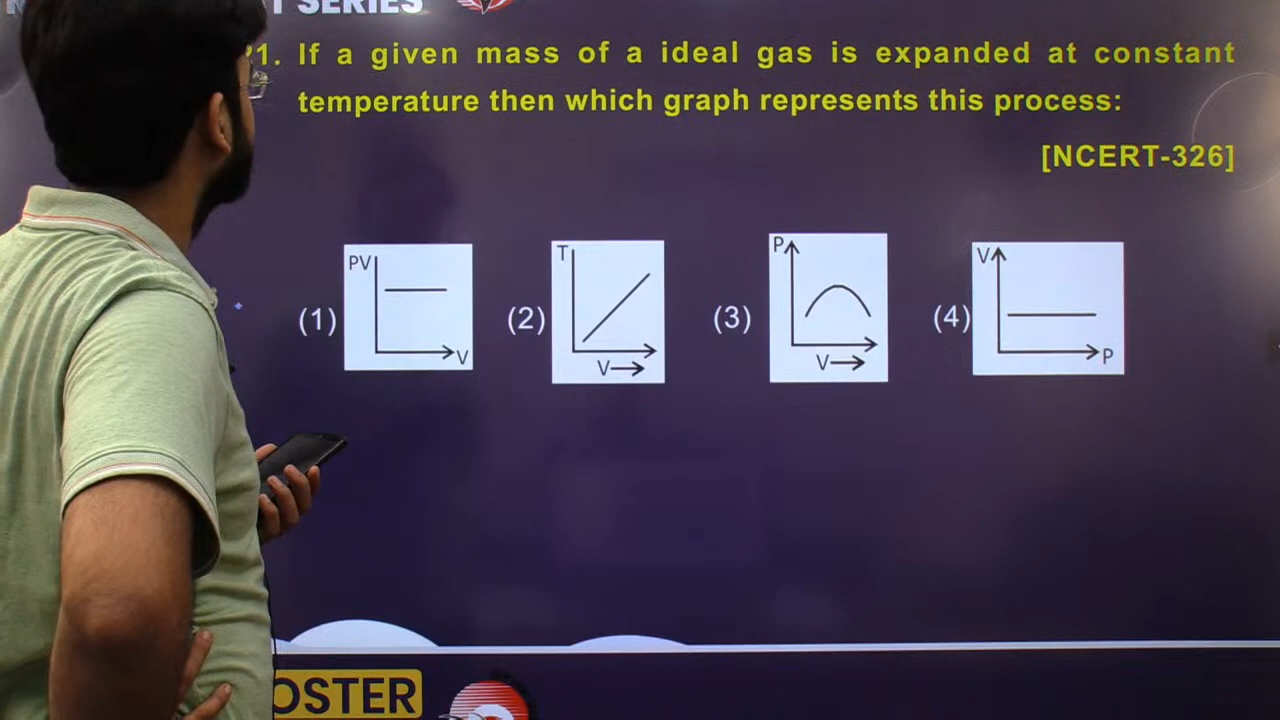 SERIES
1. If a given mass of a ideal gas is expanded at constant
temperature then which graph represents this process:
[NCERT-326]
(1)
PV
V
(2)
T
V
(3)
P
V
(4)
V
P
OSTER